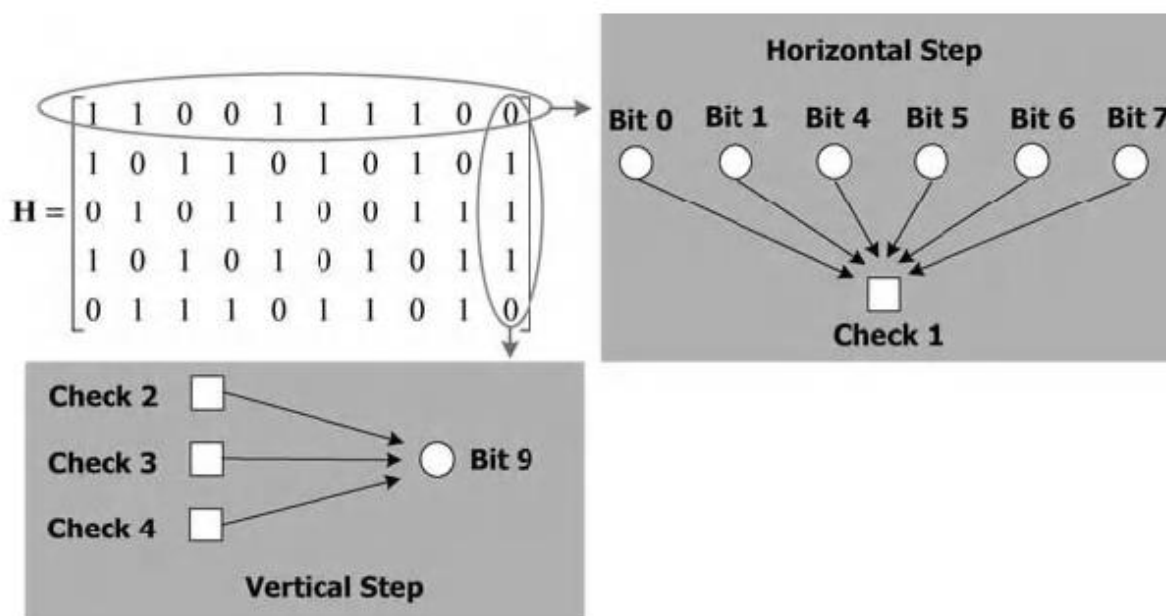 Horizontal Step
Bit 0 Bit 1 Bit 4 Bit 5 Bit 6 Bit 7
Check 1
H =
1 1 0 0 1 1 1 1 0 0
1 0 1 1 0 1 0 1 0 1
0 1 0 1 1 0 0 1 1 1
1 0 1 0 1 0 1 0 1 1
0 1 1 1 0 1 1 0 1 0
Check 2
Check 3
Bit 9
Check 4
Vertical Step